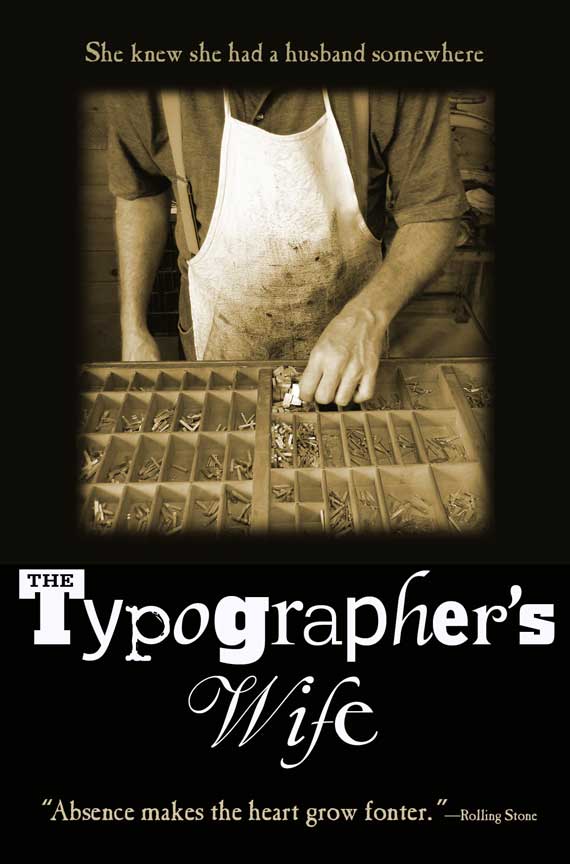 She knew she had a husband somewhere
THE
Typographer’s
Wife
“Absence makes the heart grow fonter.”—Rolling Stone